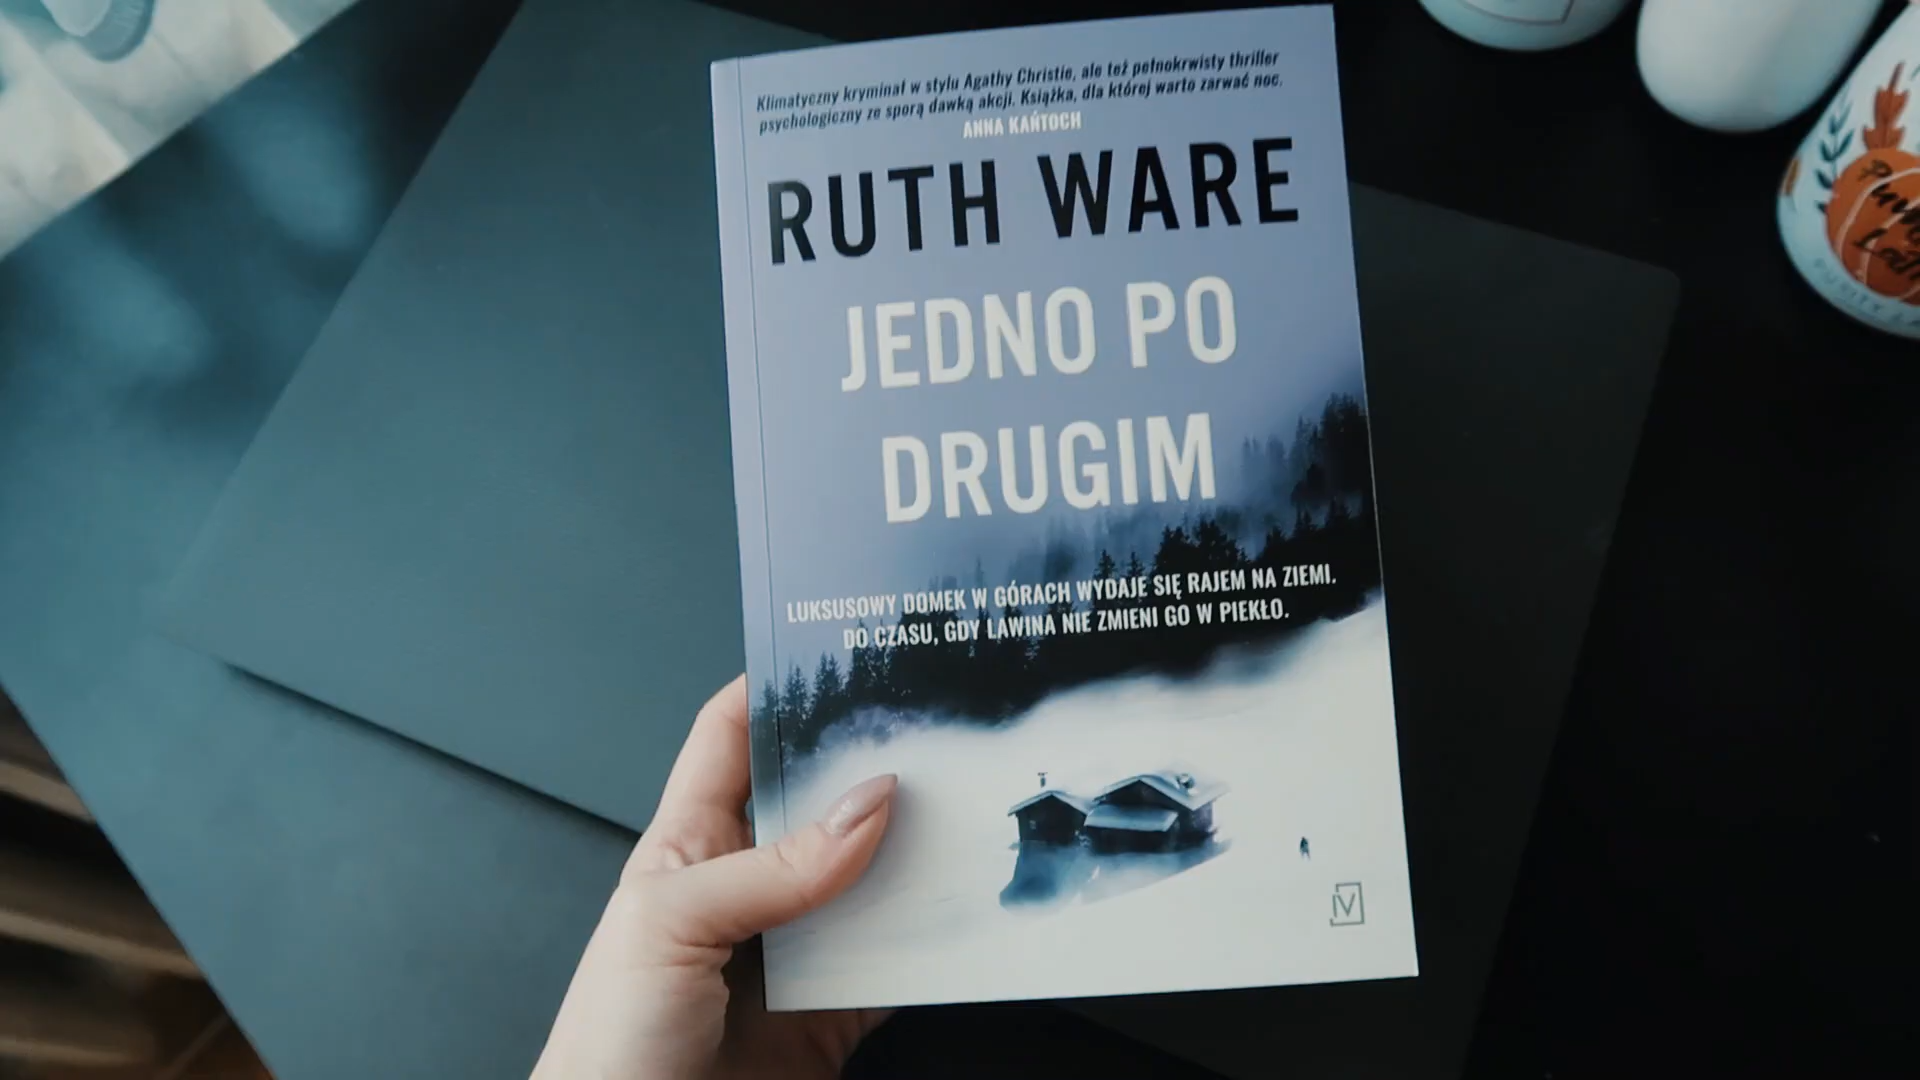 Klimatyczny kryminał w stylu Agathy Christie, ale też pełnokrwisty thriller
psychologiczny ze sporą dawką akcji. Książka, dla której warto zarwać noc.
ANNA KAŃTOCH
RUTH WARE
JEDNO PO
DRUGIM
LUKSUSOWY DOMEK W GÓRACH WYDAJE SIĘ RAJEM NA ZIEMI.
DO CZASU, GDY LAWINA NIE ZMIENI GO W PIEKŁO.
IV